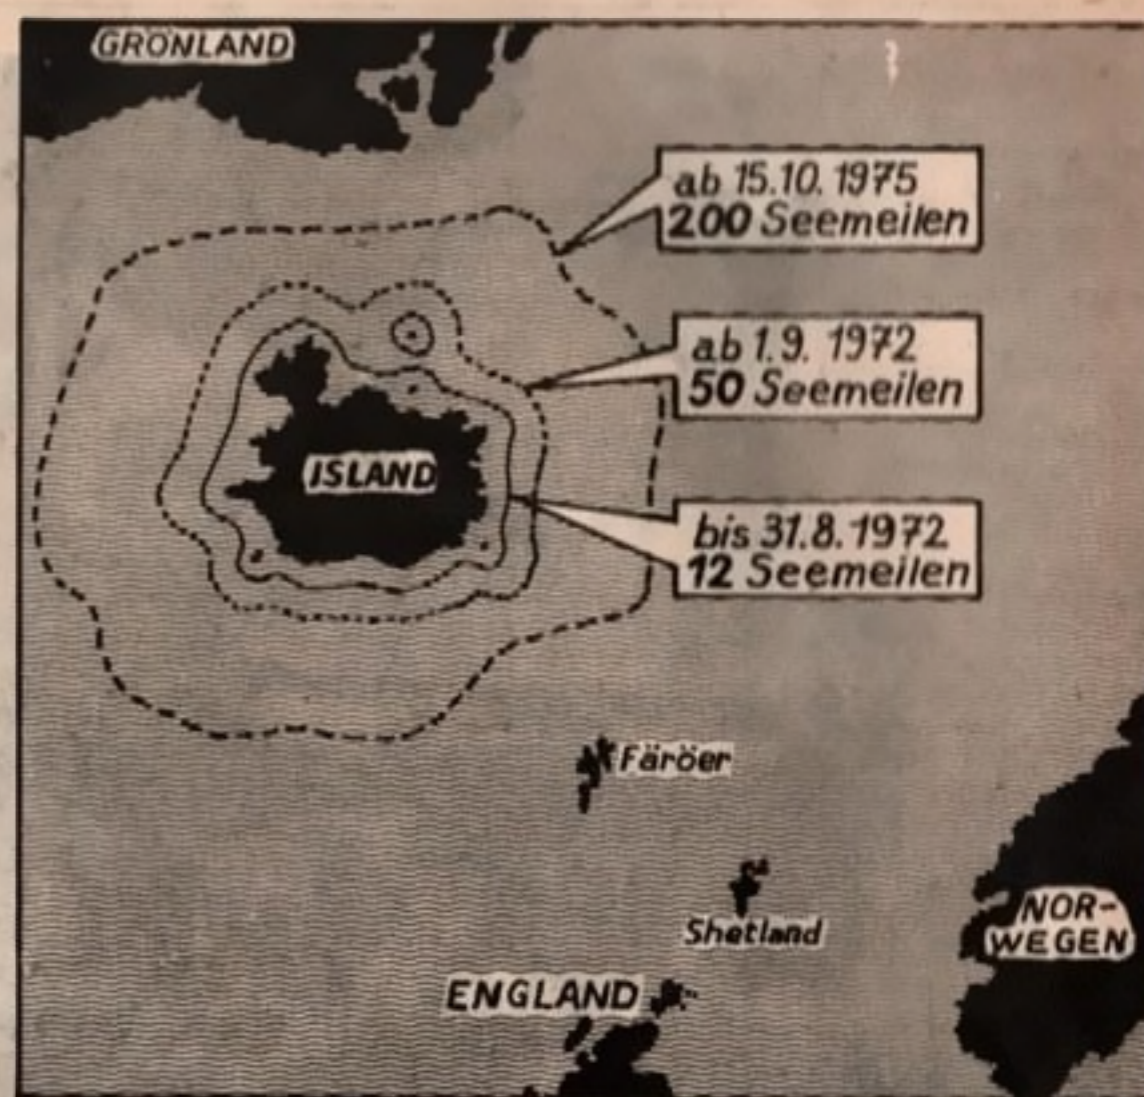 GRÖNLAND
ab 15.10.1975
200 Seemeilen
ab 1.9. 1972
50 Seemeilen
ISLAND
bis 31.8.1972
12 Seemeilen
Färöer
Shetland
NOR-
WEGEN
ENGLAND